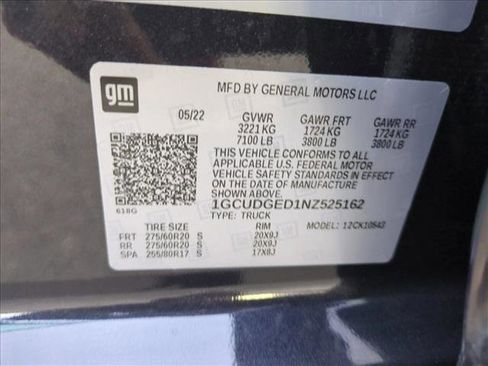 gm
MFD BY GENERAL MOTORS LLC
05/22 GVWR GAWR FRT GAWR RR
3221 KG 1724 KG 1724 KG
7100 LB 3800 LB 3800 LB
THIS VEHICLE CONFORMS TO ALL
APPLICABLE U.S. FEDERAL MOTOR
VEHICLE SAFETY STANDARDS IN EFFECT
ON THE DATE OF MANUFACTURE
SHOWN ABOVE.
1GCUDGED1NZ525162
618G
TYPE: TRUCK
TIRE SIZE RIM MODEL: 12CK10543
FRT 275/60R20 S 20X9J
RR 275/60R20 S 20X9J
SPA 255/80R17 S 17X8J